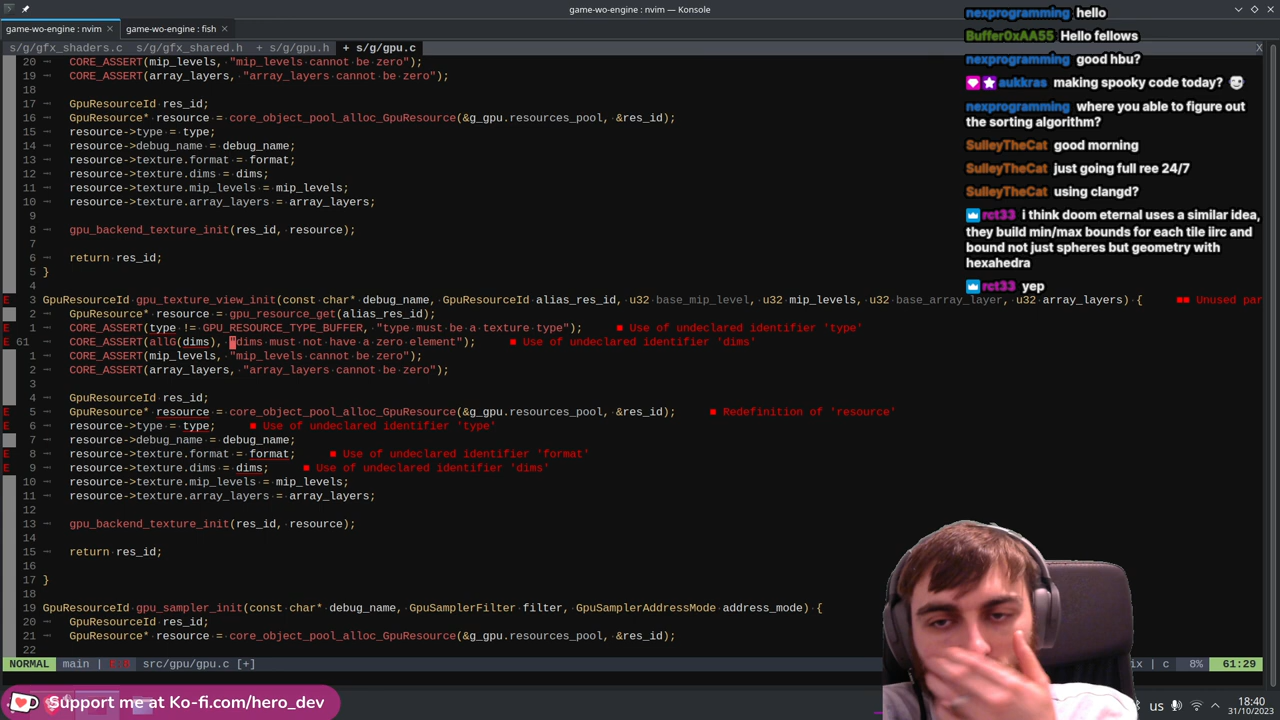 game-wo-engine : nvim — Konsole
game-wo-engine : nvim
game-wo-engine : fish
s/g/gfx_shaders.c s/g/gfx_shared.h + s/g/gpu.h + s/g/gpu.c X
20 CORE_ASSERT(mip_levels, "mip_levels cannot be zero");
19 CORE_ASSERT(array_layers, "array_layers cannot be zero");
18
17 GpuResourceId res_id;
16 GpuResource* resource = core_object_pool_alloc_GpuResource(&g_gpu.resources_pool, &res_id);
15 resource->type = type;
14 resource->debug_name = debug_name;
13 resource->texture.format = format;
12 resource->texture.dims = dims;
11 resource->texture.mip_levels = mip_levels;
10 resource->texture.array_layers = array_layers;
9
8 gpu_backend_texture_init(res_id, resource);
7
6 return res_id;
5 }
4
E 3 GpuResourceId gpu_texture_view_init(const char* debug_name, GpuResourceId alias_res_id, u32 base_mip_level, u32 mip_levels, u32 base_array_layer, u32 array_layers) { ■■ Unused par
2 GpuResource* resource = gpu_resource_get(alias_res_id);
E 1 CORE_ASSERT(type != GPU_RESOURCE_TYPE_BUFFER, "type must be a texture type"); ■ Use of undeclared identifier 'type'
E 61 CORE_ASSERT(allG(dims), "dims must not have a zero element"); ■ Use of undeclared identifier 'dims'
1 CORE_ASSERT(mip_levels, "mip_levels cannot be zero");
2 CORE_ASSERT(array_layers, "array_layers cannot be zero");
3
4 GpuResourceId res_id;
E 5 GpuResource* resource = core_object_pool_alloc_GpuResource(&g_gpu.resources_pool, &res_id); ■ Redefinition of 'resource'
E 6 resource->type = type; ■ Use of undeclared identifier 'type'
7 resource->debug_name = debug_name;
E 8 resource->texture.format = format; ■ Use of undeclared identifier 'format'
E 9 resource->texture.dims = dims; ■ Use of undeclared identifier 'dims'
10 resource->texture.mip_levels = mip_levels;
11 resource->texture.array_layers = array_layers;
12
13 gpu_backend_texture_init(res_id, resource);
14
15 return res_id;
16
17 }
18
19 GpuResourceId gpu_sampler_init(const char* debug_name, GpuSamplerFilter filter, GpuSamplerAddressMode address_mode) {
20 GpuResourceId res_id;
21 GpuResource* resource = core_object_pool_alloc_GpuResource(&g_gpu.resources_pool, &res_id);
22
NORMAL main | E:8 src/gpu/gpu.c [+] ix | c 8% 61:29
nexprogramming hello
Buffer0xAA55 Hello fellows
nexprogramming good hbu?
aukkras making spooky code today?
nexprogramming where you able to figure out
the sorting algorithm?
SulleyTheCat good morning
SulleyTheCat just going full ree 24/7
SulleyTheCat using clangd?
rct33 i think doom eternal uses a similar idea,
they build min/max bounds for each tile iirc and
bound not just spheres but geometry with
hexahedra
rct33 yep
Support me at Ko-fi.com/hero_dev
us
18:40
31/10/2023